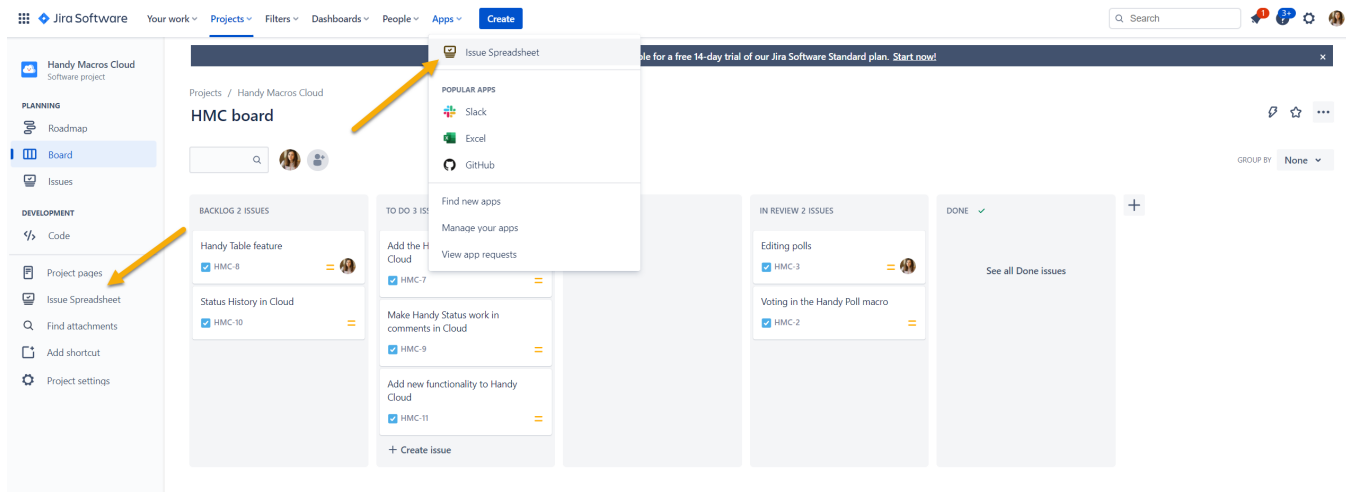 Jira Software
Your work
Projects
Filters
Dashboards
People
Apps
Create
Search
1
3+
Handy Macros Cloud
Software project
PLANNING
Roadmap
Board
Issues
DEVELOPMENT
Code
Project pages
Issue Spreadsheet
Find attachments
Add shortcut
Project settings
for a free 14-day trial of our Jira Software Standard plan. Start now!
Issue Spreadsheet
POPULAR APPS
Slack
Excel
GitHub
Find new apps
Manage your apps
View app requests
Projects / Handy Macros Cloud
HMC board
GROUP BY
None
BACKLOG 2 ISSUES
Handy Table feature
HMC-8
Status History in Cloud
HMC-10
TO DO 3
Add the
Cloud
HMC-7
Make Handy Status work in
comments in Cloud
HMC-9
Add new functionality to Handy
Cloud
HMC-11
+ Create issue
IN REVIEW 2 ISSUES
Editing polls
HMC-3
Voting in the Handy Poll macro
HMC-2
DONE
See all Done issues